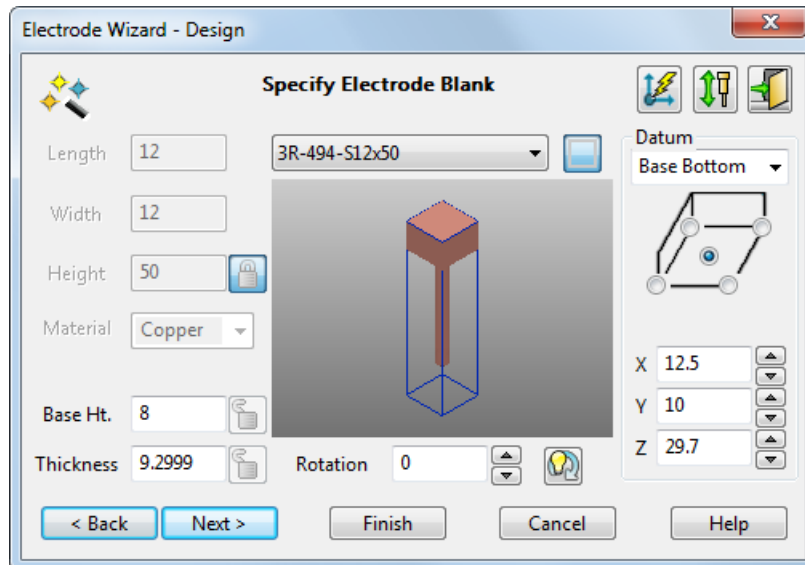 Electrode Wizard - Design
Specify Electrode Blank
Length 12
3R-494-S12x50
Width 12
Height 50
Material Copper
Base Ht. 8
Thickness 9.2999
Rotation 0
Datum
Base Bottom
X 12.5
Y 10
Z 29.7
< Back Next > Finish Cancel Help